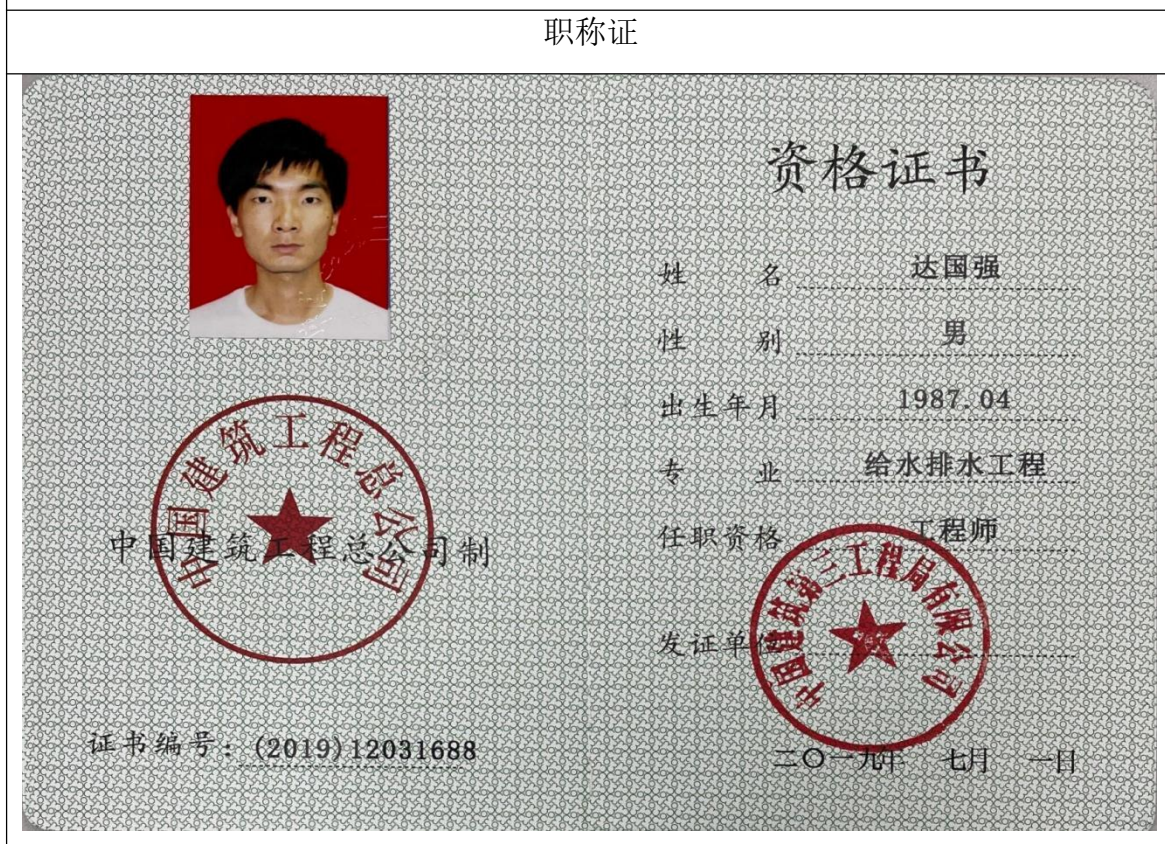 职称证
资格证书
姓 名 达国强
性 别 男
出生年月 1987.04
专 业 给水排水工程
任职资格 工程师
发证单位
中国建筑第三工程局有限公司
二〇一九年 七月 一日
中国建筑工程总公司
中国建筑工程总公司制
证书编号：(2019)12031688